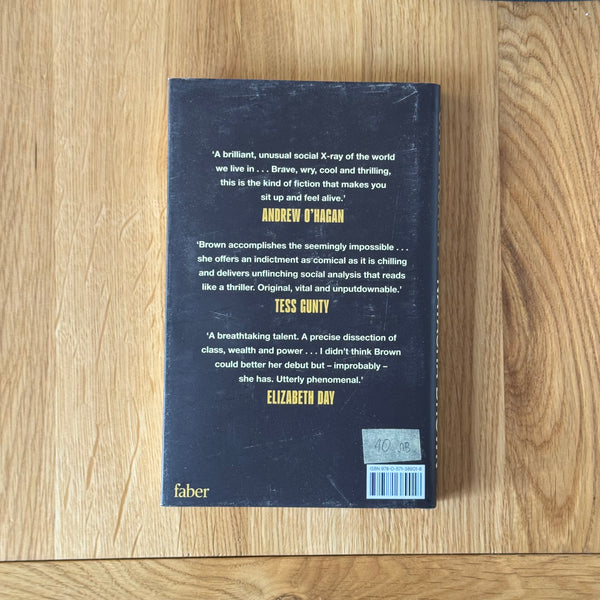 ‘A brilliant, unusual social X-ray of the world
we live in . . . Brave, wry, cool and thrilling,
this is the kind of fiction that makes you
sit up and feel alive.’
ANDREW O’HAGAN
‘Brown accomplishes the seemingly impossible . . .
she offers an indictment as comical as it is chilling
and delivers unflinching social analysis that reads
like a thriller. Original, vital and unputdownable.’
TESS GUNTY
‘A breathtaking talent. A precise dissection of
class, wealth and power . . . I didn’t think Brown
could better her debut but – improbably –
she has. Utterly phenomenal.’
ELIZABETH DAY
40 лв
ISBN
faber